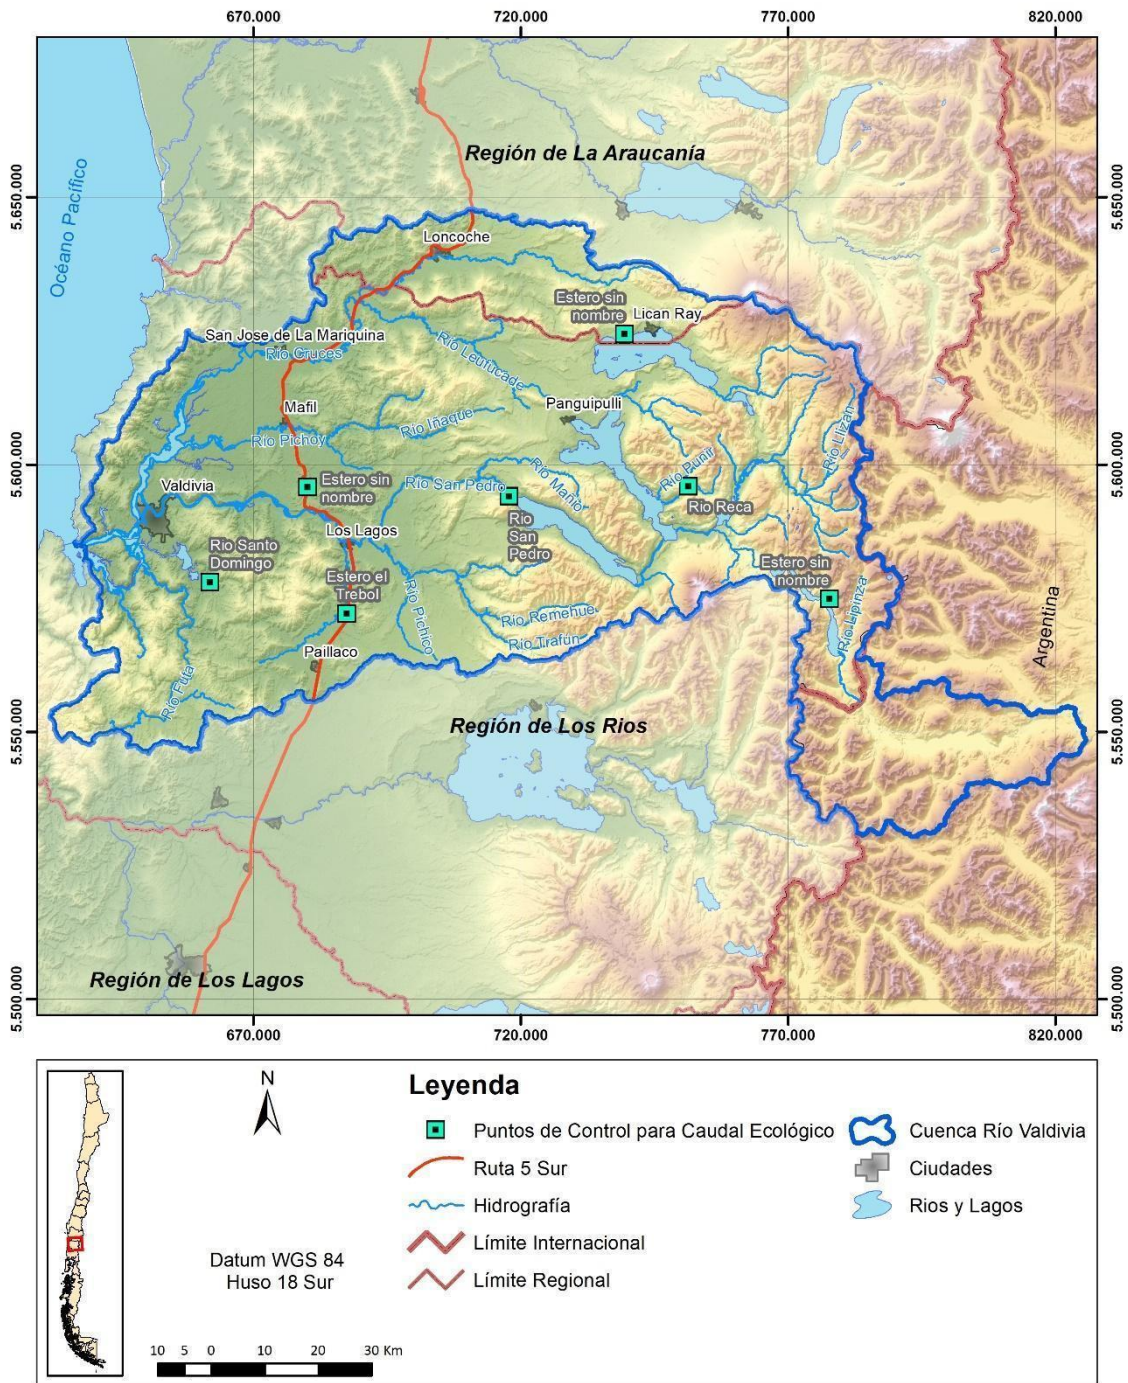 670.000
720.000
770.000
820.000
Océano Pacífico
Región de La Araucanía
5.650.000
5.650.000
Loncoche
Estero sin
nombre
Lican Ray
San Jose de La Mariquina
Río Cruces
Río Leufucade
Mafil
Panguipulli
Río Iñaque
Río Pichoy
Río Llizan
5.600.000
5.600.000
Río Punir
Río San Pedro
Río Mañio
Estero sin
nombre
Valdivia
Rio Reca
Rio
San
Pedro
Los Lagos
Rio Santo
Domingo
Estero el
Trebol
Estero sin
nombre
Río Pichico
Río Remehue
Río Lipinza
Río Trafún
Argentina
Paillaco
Río Futa
5.550.000
Región de Los Rios
5.550.000
Región de Los Lagos
5.500.000
5.500.000
670.000
720.000
770.000
820.000
N
Datum WGS 84
Huso 18 Sur
10 5 0 10 20 30 Km
Leyenda
Puntos de Control para Caudal Ecológico
Ruta 5 Sur
Hidrografía
Límite Internacional
Límite Regional
Cuenca Río Valdivia
Ciudades
Rios y Lagos